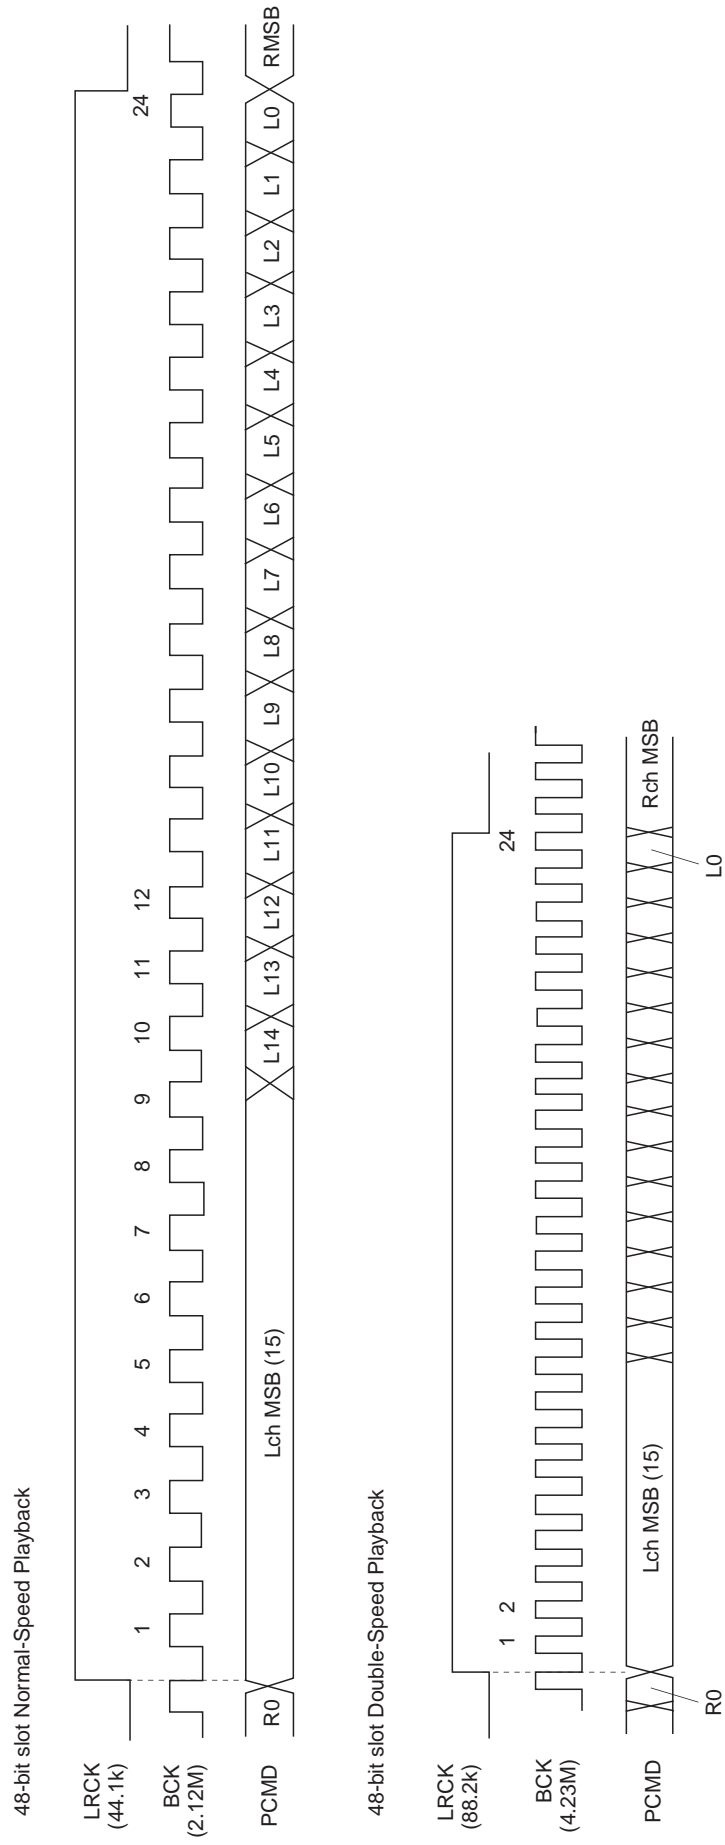 48-bit slot Normal-Speed Playback
LRCK
(44.1k)
1 2 3 4 5 6 7 8 9 10 11 12 24
BCK
(2.12M)
PCMD R0 Lch MSB (15) L14 L13 L12 L11 L10 L9 L8 L7 L6 L5 L4 L3 L2 L1 L0 RMSB
48-bit slot Double-Speed Playback
LRCK
(88.2k)
1 2 24
BCK
(4.23M)
PCMD Lch MSB (15) Rch MSB
R0 L0